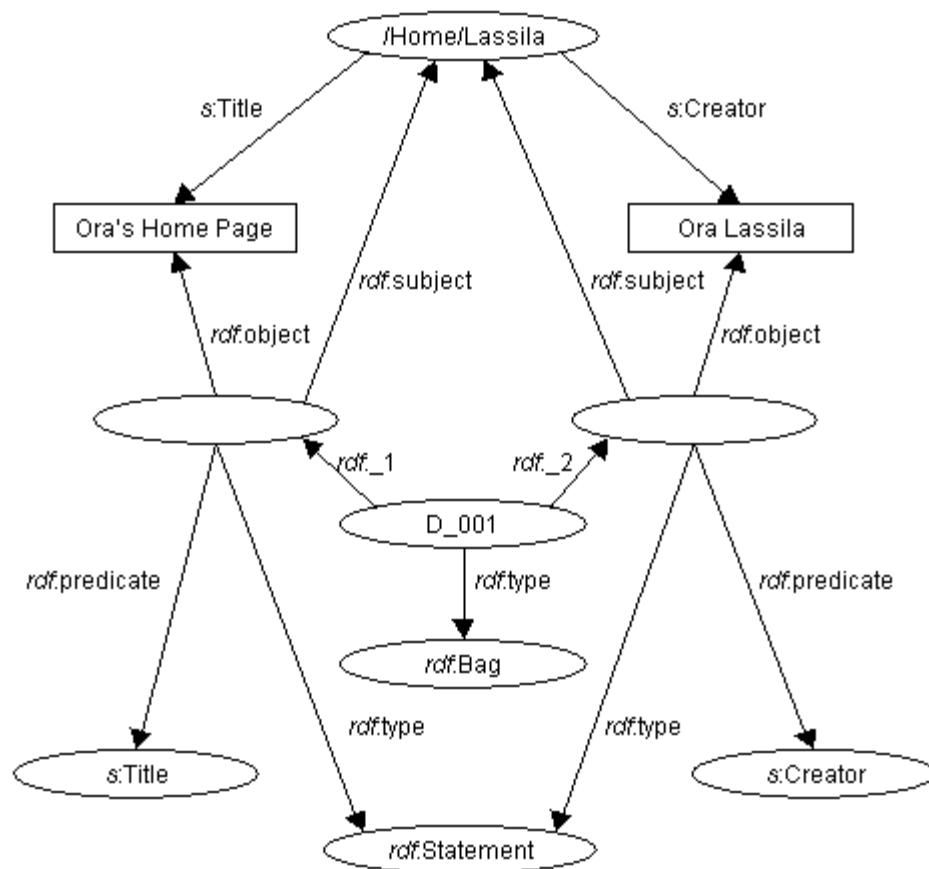 /Home/Lassila
s:Title
s:Creator
Ora's Home Page
Ora Lassila
rdf:subject
rdf:subject
rdf:object
rdf:object
rdf:_1
rdf:_2
D_001
rdf:predicate
rdf:type
rdf:predicate
rdf:Bag
rdf:type
rdf:type
s:Title
s:Creator
rdf:Statement